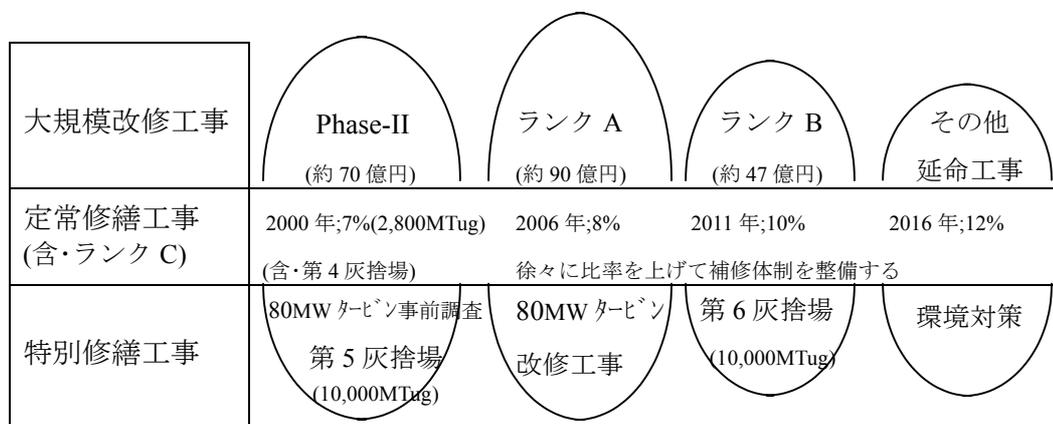 大規模改修工事
Phase-II
(約 70 億円)
ランク A
(約 90 億円)
ランク B
(約 47 億円)
その他
延命工事
定常修繕工事
(含・ランク C)
2000 年;7%(2,800MTug)
2006 年;8%
2011 年;10%
2016 年;12%
(含・第 4 灰捨場)
徐々に比率を上げて補修体制を整備する
特別修繕工事
80MW タービン事前調査
第 5 灰捨場
(10,000MTug)
80MW タービン
改修工事
第 6 灰捨場
(10,000MTug)
環境対策